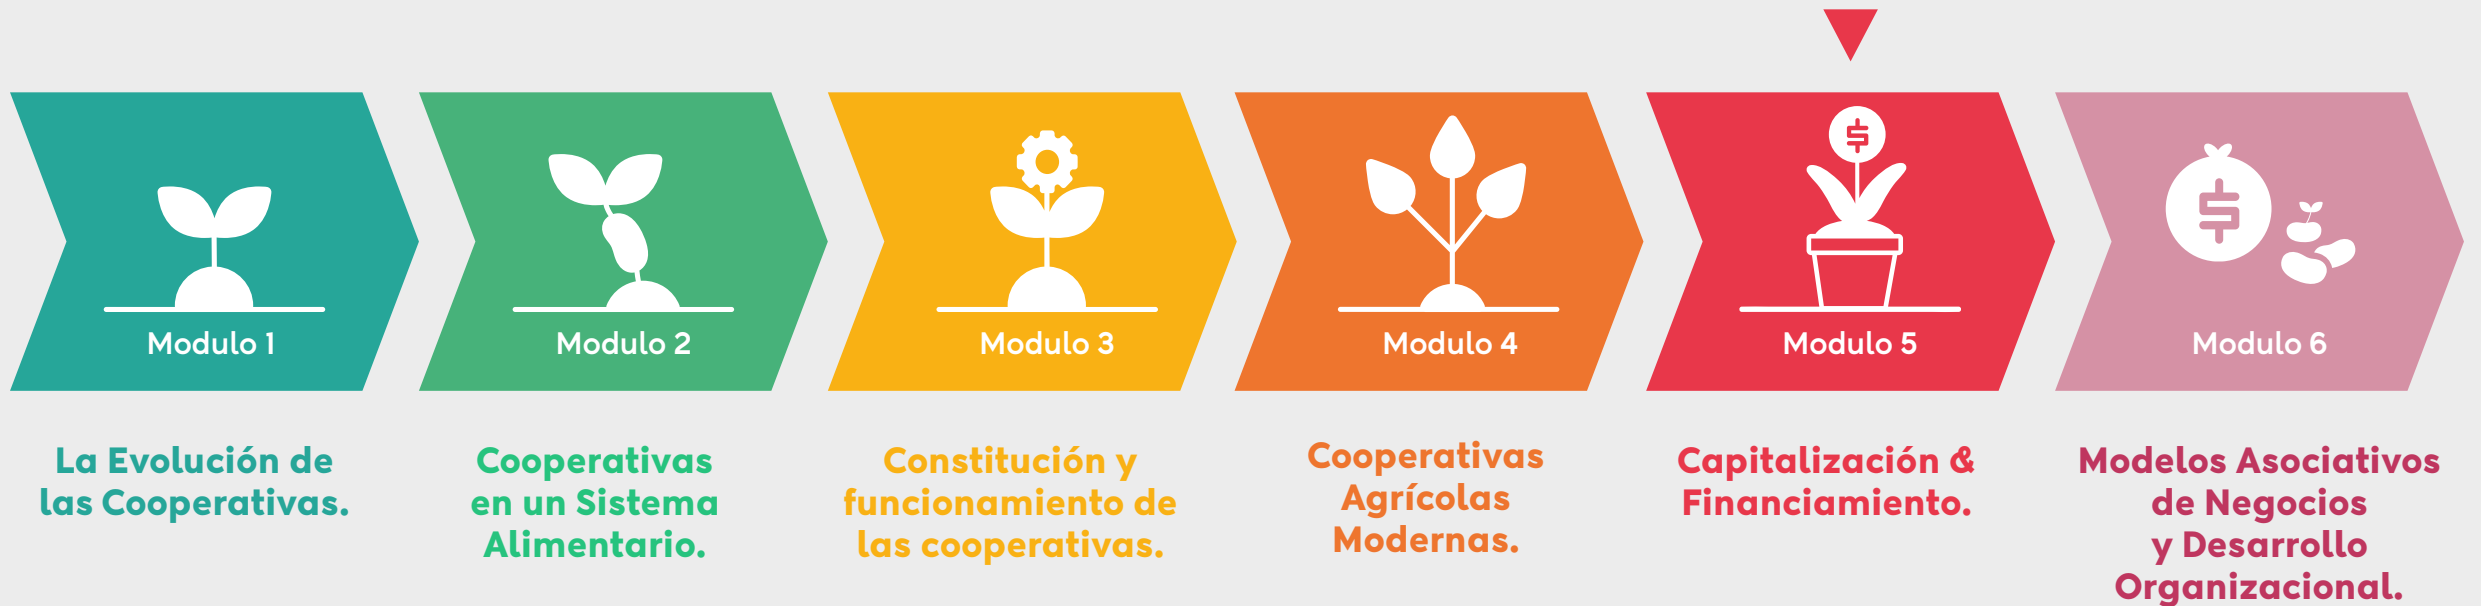 Modulo 1
Modulo 2
Modulo 3
Modulo 4
Modulo 5
Modulo 6
La Evolución de
las Cooperativas.
Cooperativas
en un Sistema
Alimentario.
Constitución y
funcionamiento de
las cooperativas.
Cooperativas
Agrícolas
Modernas.
Capitalización &
Financiamiento.
Modelos Asociativos
de Negocios
y Desarrollo
Organizacional.